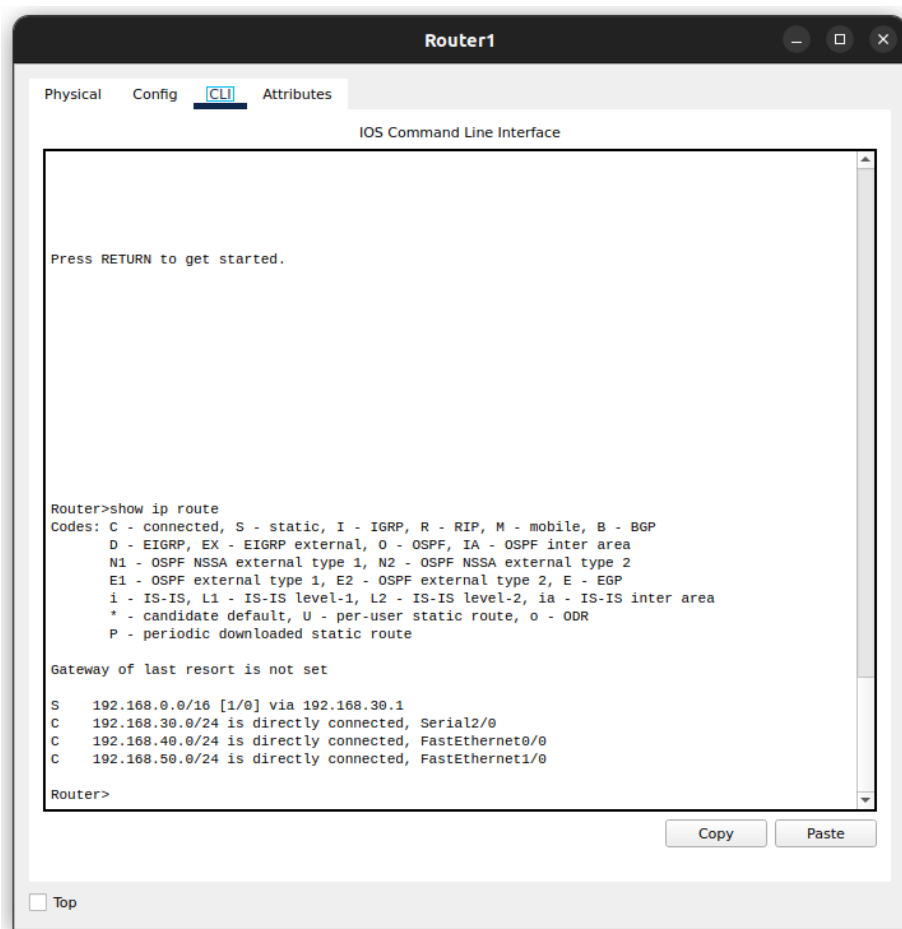 Router1
Physical Config CLI Attributes
IOS Command Line Interface
Press RETURN to get started.
Router>show ip route
Codes: C - connected, S - static, I - IGRP, R - RIP, M - mobile, B - BGP
D - EIGRP, EX - EIGRP external, O - OSPF, IA - OSPF inter area
N1 - OSPF NSSA external type 1, N2 - OSPF NSSA external type 2
E1 - OSPF external type 1, E2 - OSPF external type 2, E - EGP
i - IS-IS, L1 - IS-IS level-1, L2 - IS-IS level-2, ia - IS-IS inter area
* - candidate default, U - per-user static route, o - ODR
P - periodic downloaded static route
Gateway of last resort is not set
S 192.168.0.0/16 [1/0] via 192.168.30.1
C 192.168.30.0/24 is directly connected, Serial2/0
C 192.168.40.0/24 is directly connected, FastEthernet0/0
C 192.168.50.0/24 is directly connected, FastEthernet1/0
Router>
Copy Paste
Top